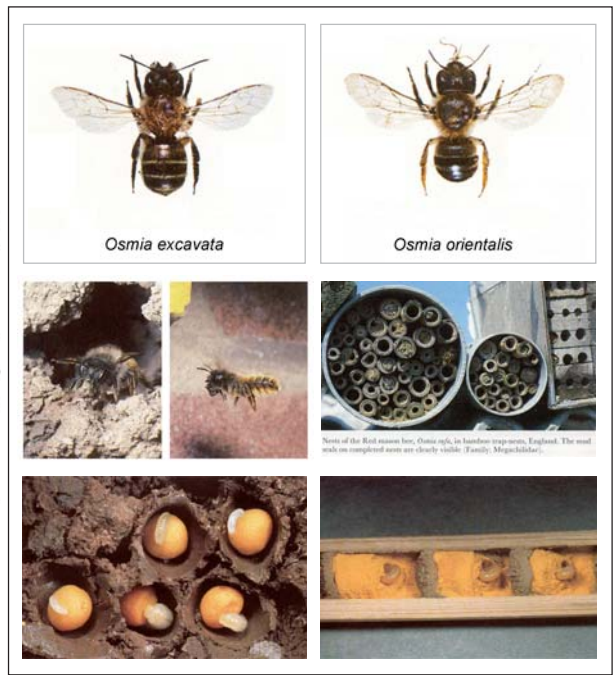 Osmia excavata
Osmia orientalis
Nests of the Red mason bee, Osmia rufa, in bamboo trap-nests, England. The mud
seals on completed nests are clearly visible (Family: Megachilidae).